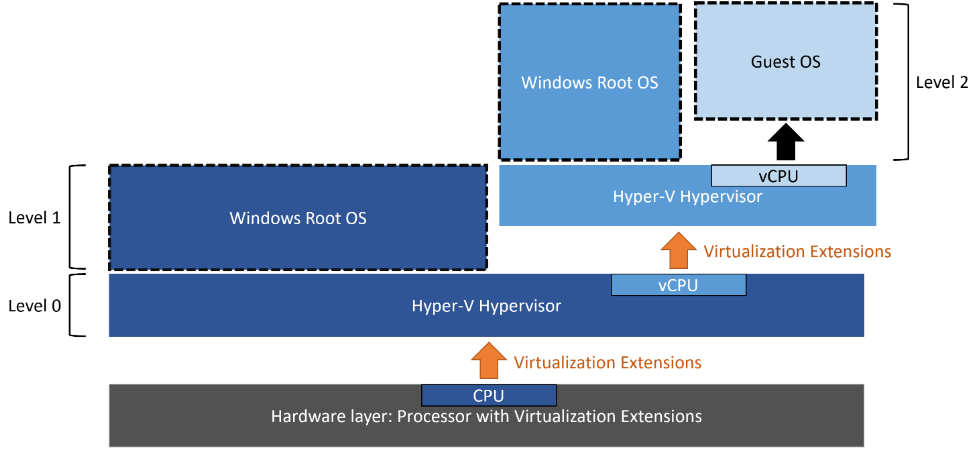 Windows Root OS
Guest OS
Level 2
vCPU
Hyper-V Hypervisor
Level 1
Windows Root OS
Virtualization Extensions
vCPU
Level 0
Hyper-V Hypervisor
Virtualization Extensions
CPU
Hardware layer: Processor with Virtualization Extensions